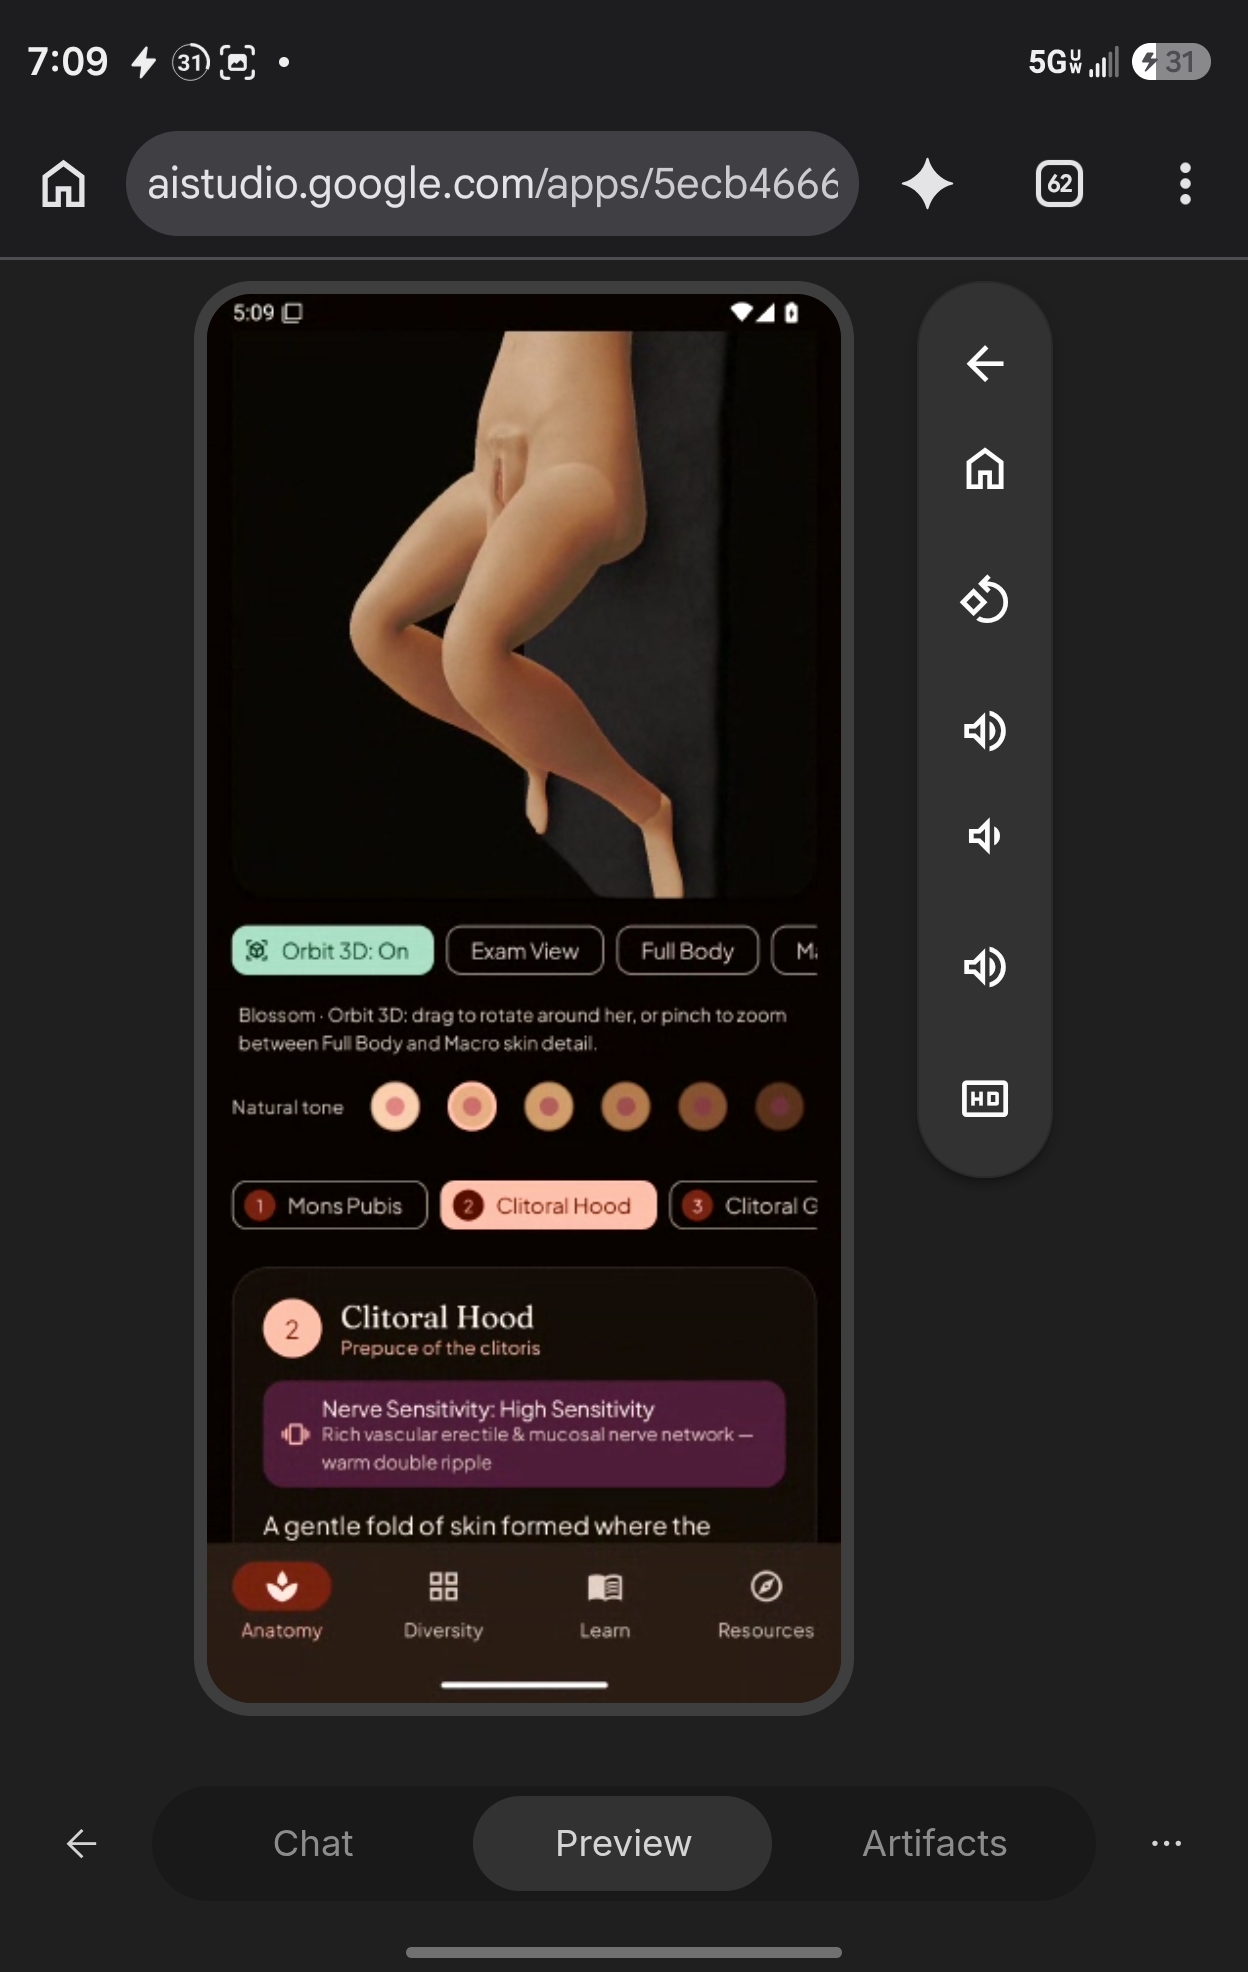 7:09
31
5G U W
31
aistudio.google.com/apps/5ecb4666
62
5:09
Orbit 3D: On
Exam View
Full Body
Blossom · Orbit 3D: drag to rotate around her, or pinch to zoom
between Full Body and Macro skin detail.
Natural tone
1 Mons Pubis
2 Clitoral Hood
3 Clitoral G
2
Clitoral Hood
Prepuce of the clitoris
Nerve Sensitivity: High Sensitivity
Rich vascular erectile & mucosal nerve network —
warm double ripple
A gentle fold of skin formed where the
Anatomy
Diversity
Learn
Resources
HD
Chat
Preview
Artifacts